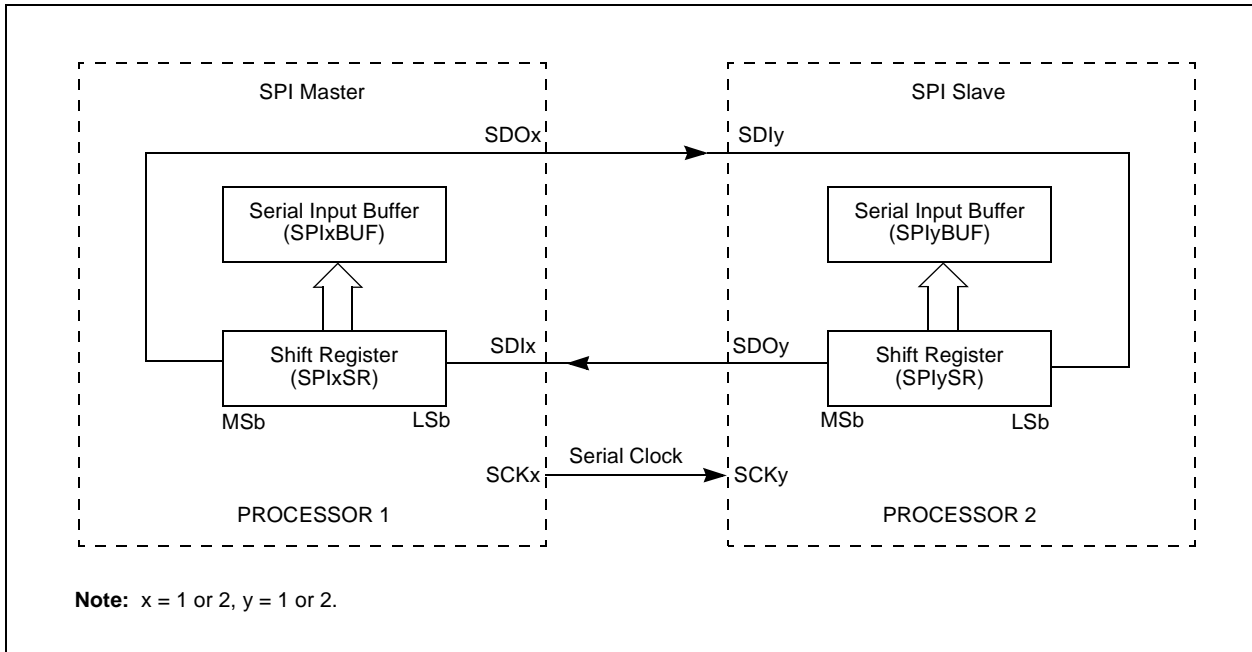 SPI Master
SPI Slave
SDOx
SDIy
Serial Input Buffer
(SPIxBUF)
Serial Input Buffer
(SPIyBUF)
SDIx
SDOy
Shift Register
(SPIxSR)
Shift Register
(SPIySR)
MSb
LSb
MSb
LSb
Serial Clock
SCKx
SCKy
PROCESSOR 1
PROCESSOR 2
Note: x = 1 or 2, y = 1 or 2.